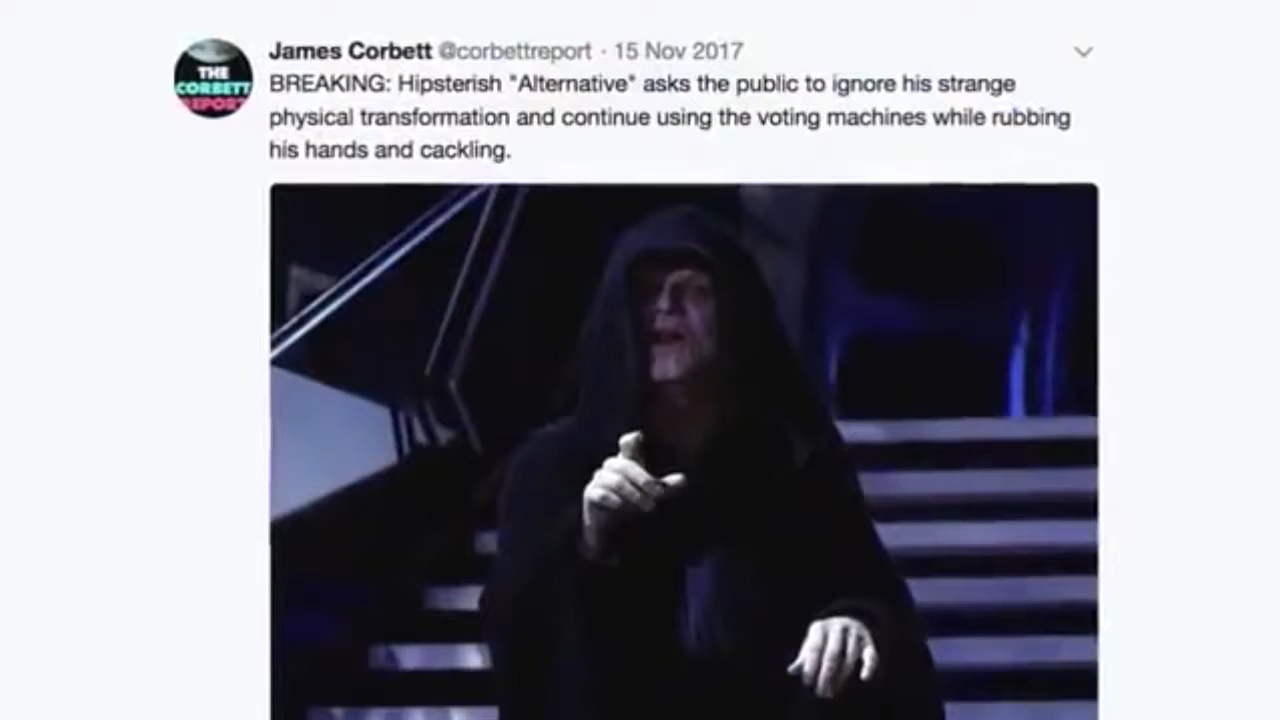 James Corbett @corbettreport · 15 Nov 2017
THE
CORBETT
REPORT
BREAKING: Hipsterish "Alternative" asks the public to ignore his strange
physical transformation and continue using the voting machines while rubbing
his hands and cackling.